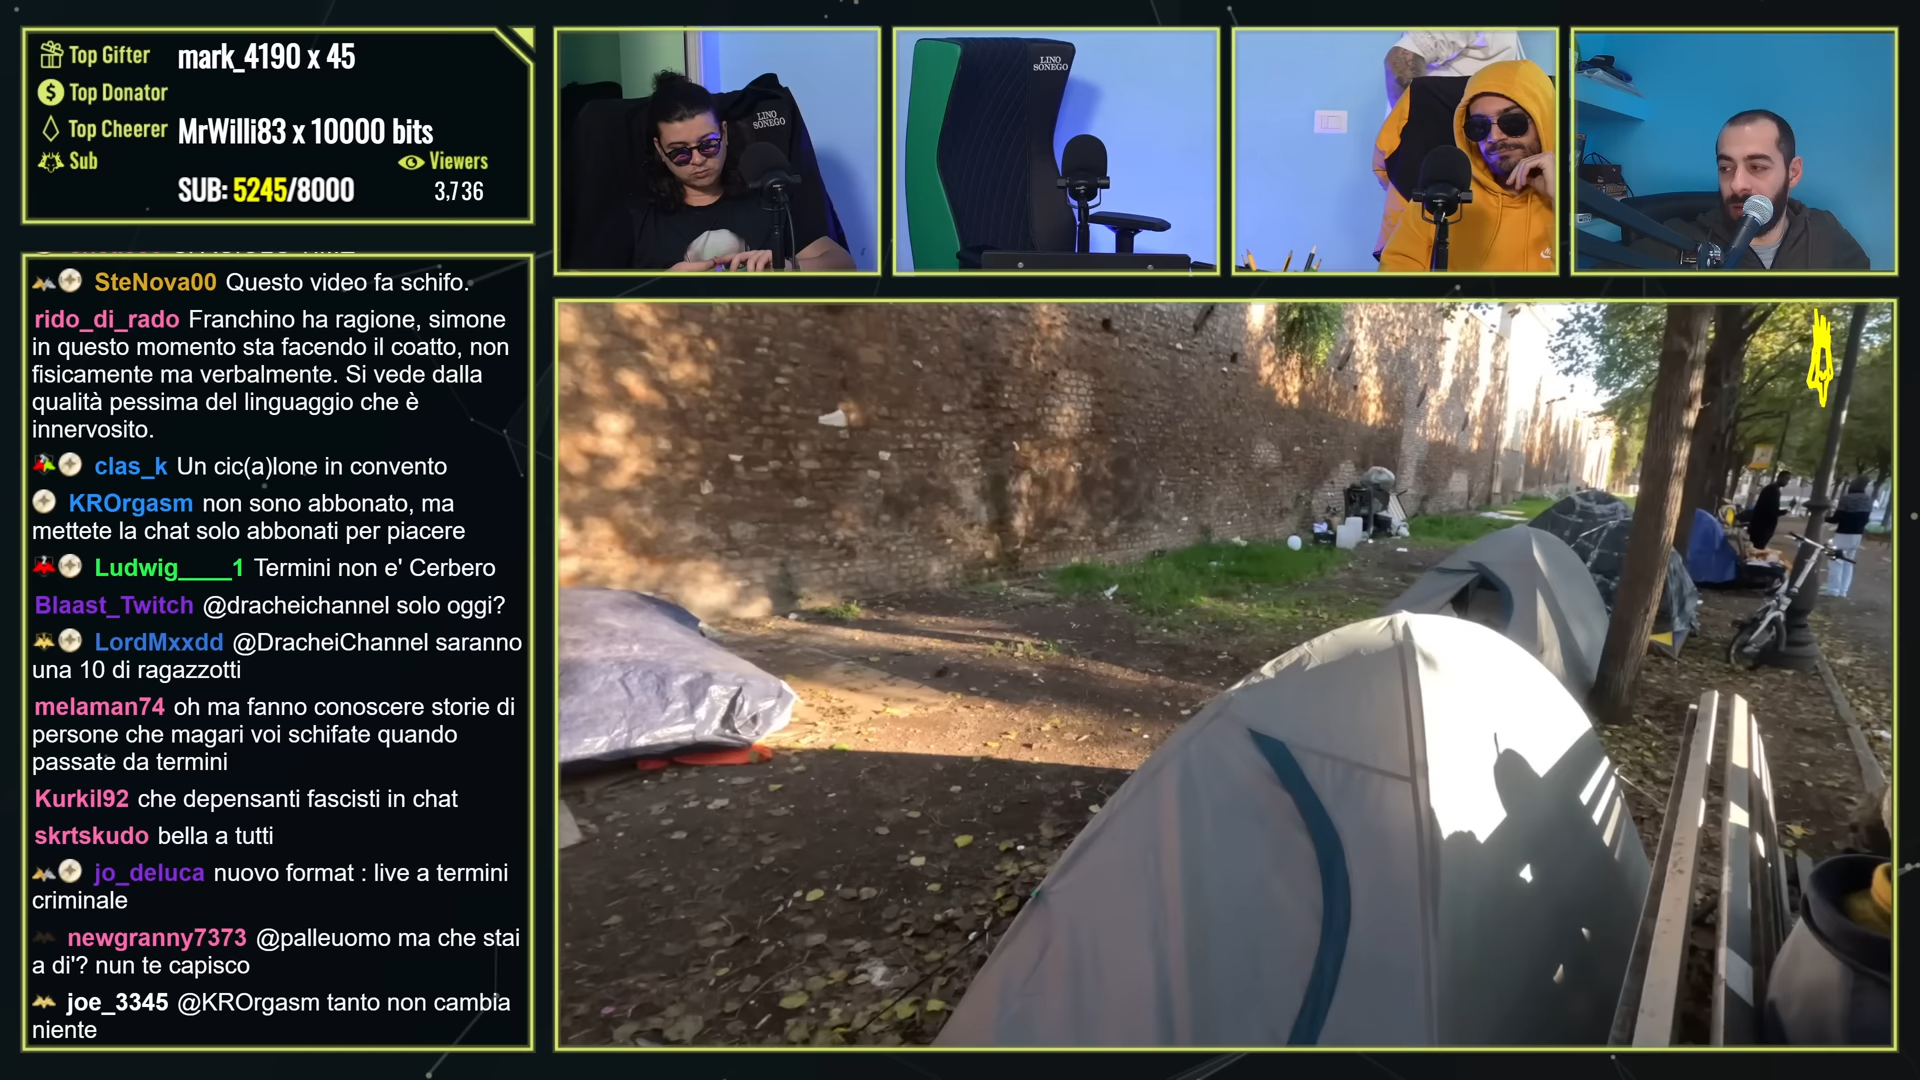 Top Gifter mark_4190 x 45
Top Donator
Top Cheerer MrWilli83 x 10000 bits
Sub Viewers
SUB: 5245/8000 3,736
LINO
SONEGO
LINO
SONEGO
SteNova00 Questo video fa schifo.
rido_di_rado Franchino ha ragione, simone
in questo momento sta facendo il coatto, non
fisicamente ma verbalmente. Si vede dalla
qualità pessima del linguaggio che è
innervosito.
clas_k Un cic(a)lone in convento
KROrgasm non sono abbonato, ma
mettete la chat solo abbonati per piacere
Ludwig____1 Termini non e' Cerbero
Blaast_Twitch @dracheichannel solo oggi?
LordMxxdd @DracheiChannel saranno
una 10 di ragazzotti
melaman74 oh ma fanno conoscere storie di
persone che magari voi schifate quando
passate da termini
Kurkil92 che depensanti fascisti in chat
skrtskudo bella a tutti
jo_deluca nuovo format : live a termini
criminale
newgranny7373 @palleuomo ma che stai
a di'? nun te capisco
joe_3345 @KROrgasm tanto non cambia
niente